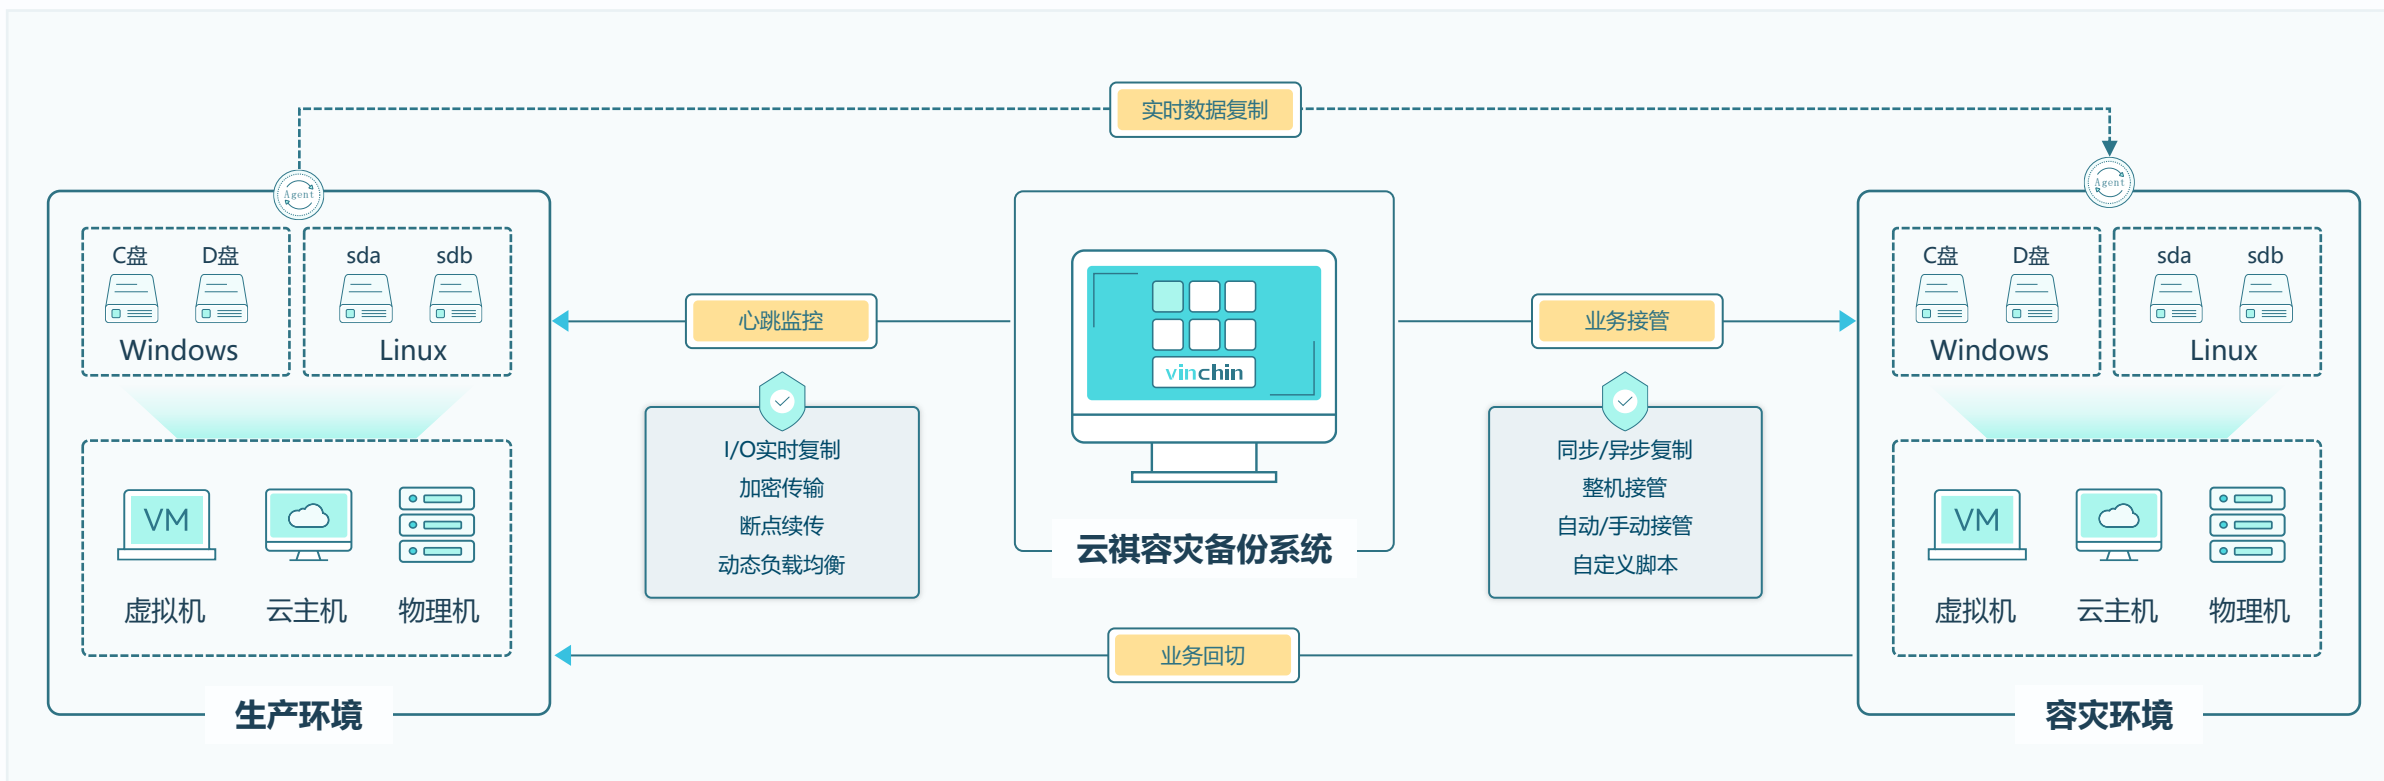 实时数据复制
Agent
C盘
D盘
Windows
sda
sdb
Linux
VM
虚拟机
云主机
物理机
生产环境
心跳监控
I/O实时复制
加密传输
断点续传
动态负载均衡
vinchin
云祺容灾备份系统
业务接管
同步/异步复制
整机接管
自动/手动接管
自定义脚本
业务回切
Agent
C盘
D盘
Windows
sda
sdb
Linux
VM
虚拟机
云主机
物理机
容灾环境